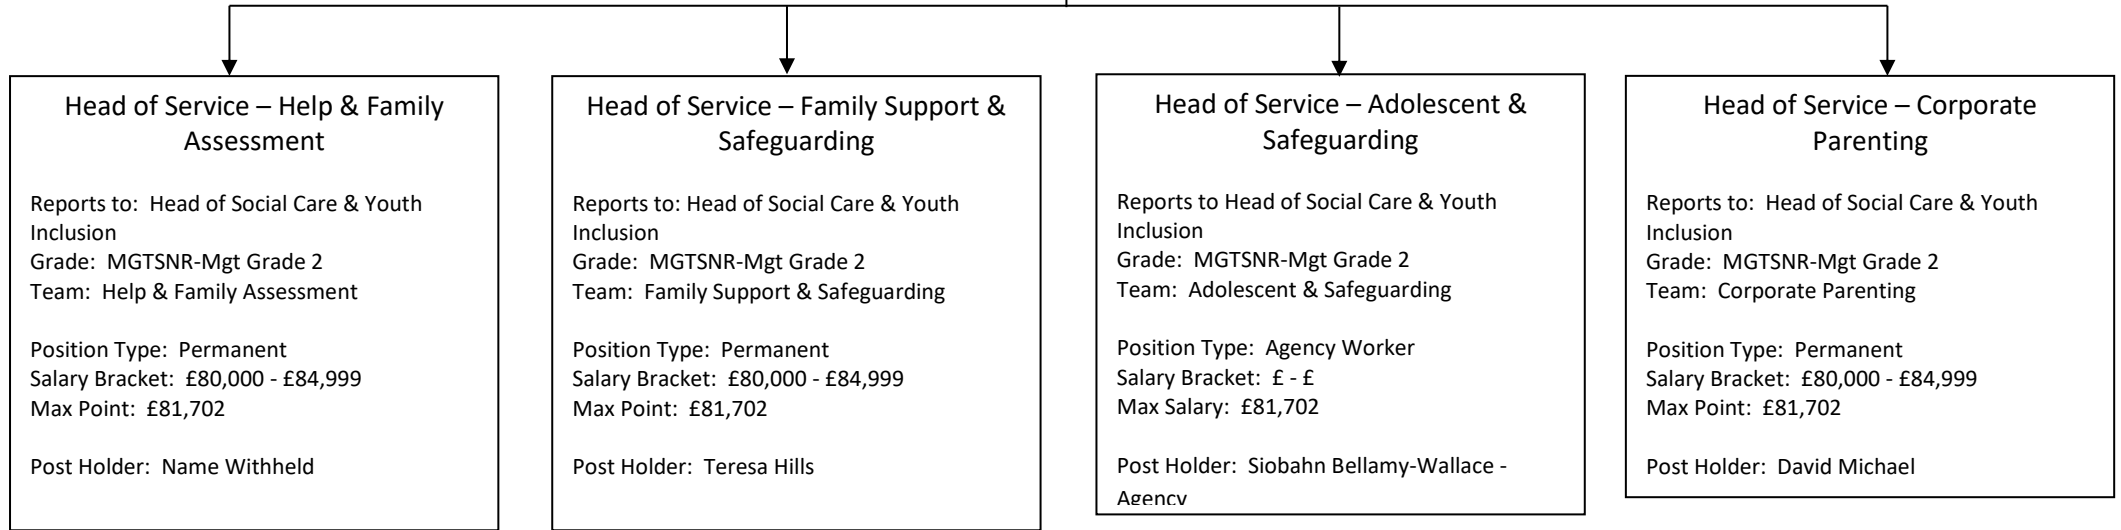 Head of Service – Help & Family
Assessment
Reports to:  Head of Social Care & Youth
Inclusion
Grade:  MGTSNR-Mgt Grade 2
Team:  Help & Family Assessment
Position Type:  Permanent
Salary Bracket:  £80,000 - £84,999
Max Point:  £81,702
Post Holder:  Name Withheld
Head of Service – Family Support &
Safeguarding
Reports to: Head of Social Care & Youth
Inclusion
Grade:  MGTSNR-Mgt Grade 2
Team:  Family Support & Safeguarding
Position Type:  Permanent
Salary Bracket:  £80,000 - £84,999
Max Point:  £81,702
Post Holder:  Teresa Hills
Head of Service – Adolescent &
Safeguarding
Reports to Head of Social Care & Youth
Inclusion
Grade:  MGTSNR-Mgt Grade 2
Team:  Adolescent & Safeguarding
Position Type:  Agency Worker
Salary Bracket:  £ - £
Max Salary:  £81,702
Post Holder:  Siobahn Bellamy-Wallace -
Agency
Head of Service – Corporate
Parenting
Reports to:  Head of Social Care & Youth
Inclusion
Grade:  MGTSNR-Mgt Grade 2
Team:  Corporate Parenting
Position Type:  Permanent
Salary Bracket:  £80,000 - £84,999
Max Point:  £81,702
Post Holder:  David Michael